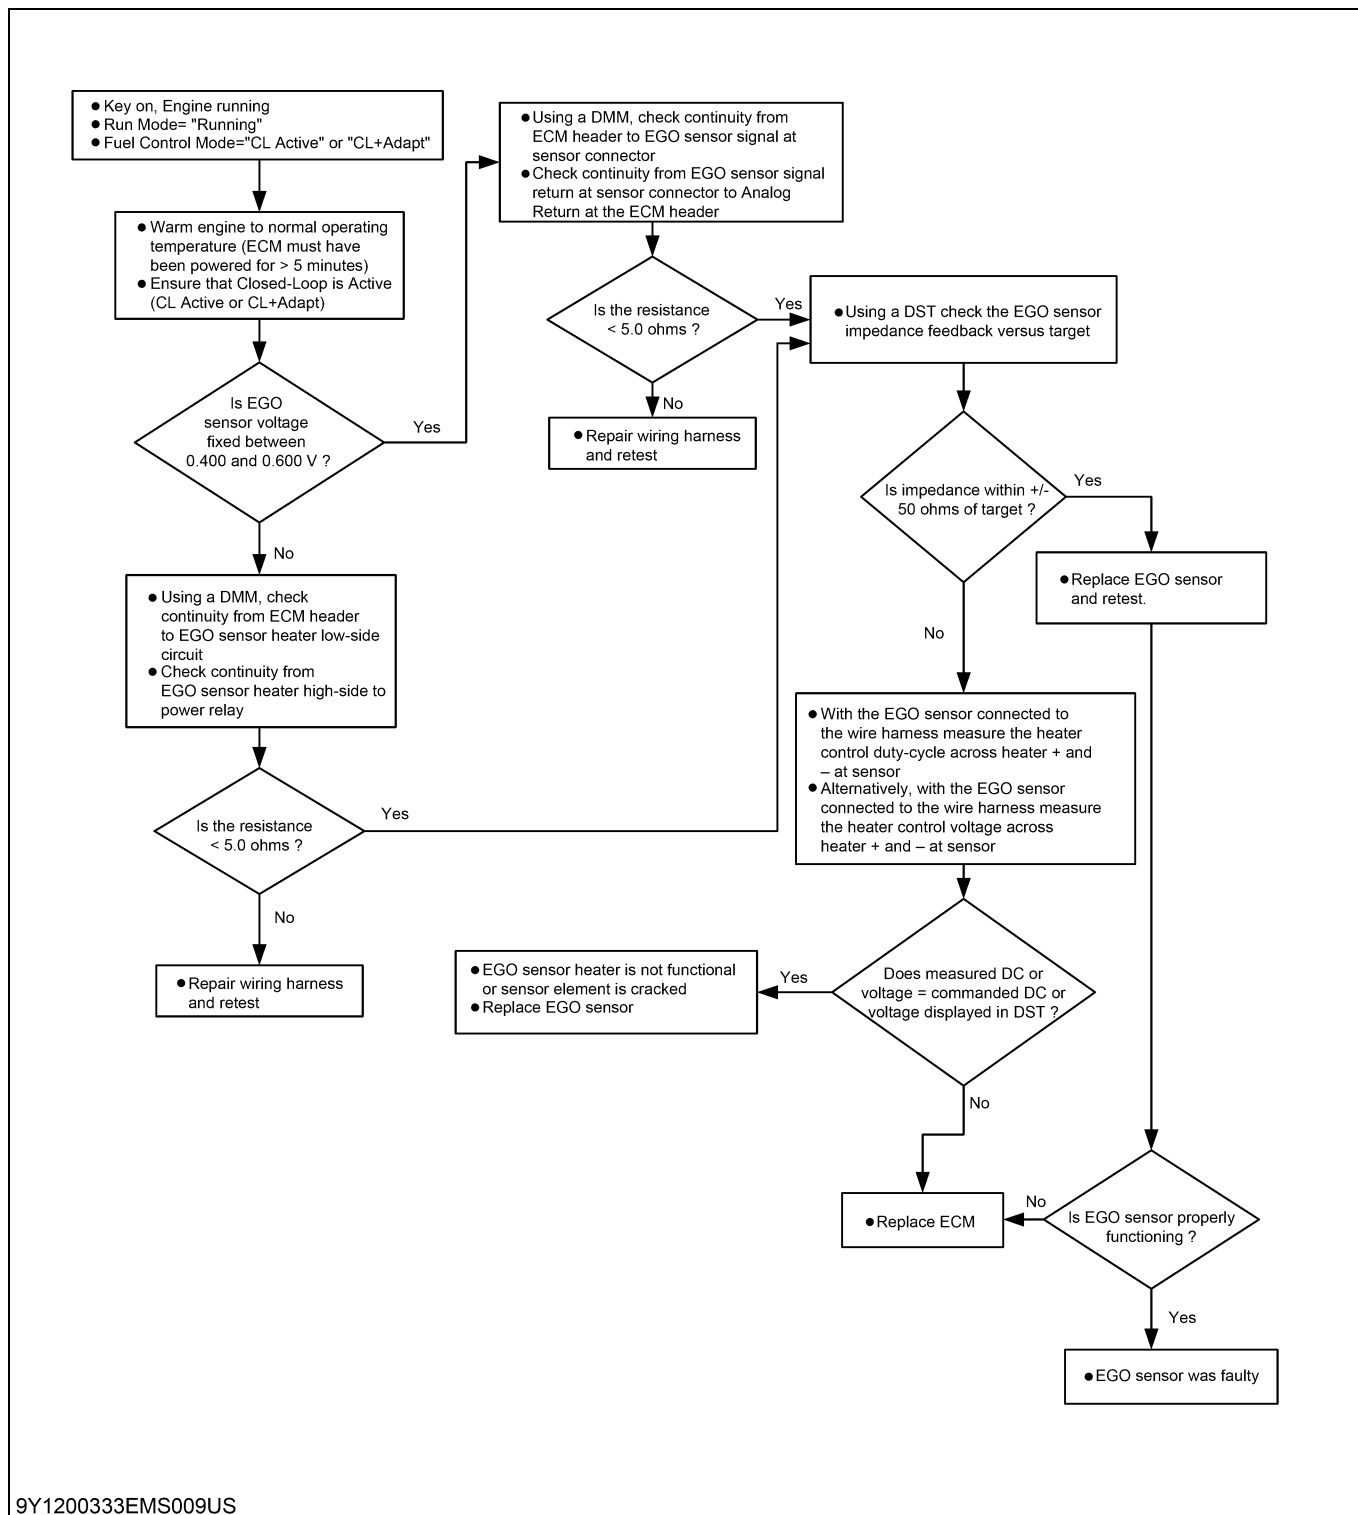 ● Key on, Engine running
● Run Mode= "Running"
● Fuel Control Mode="CL Active" or "CL+Adapt"
● Warm engine to normal operating
temperature (ECM must have
been powered for > 5 minutes)
● Ensure that Closed-Loop is Active
(CL Active or CL+Adapt)
Is EGO
sensor voltage
fixed between
0.400 and 0.600 V ?
Yes
No
● Using a DMM, check
continuity from ECM header
to EGO sensor heater low-side
circuit
● Check continuity from
EGO sensor heater high-side to
power relay
Is the resistance
< 5.0 ohms ?
Yes
No
● Repair wiring harness
and retest
● Using a DMM, check continuity from
ECM header to EGO sensor signal at
sensor connector
● Check continuity from EGO sensor signal
return at sensor connector to Analog
Return at the ECM header
Is the resistance
< 5.0 ohms ?
Yes
No
● Repair wiring harness
and retest
● Using a DST check the EGO sensor
impedance feedback versus target
Is impedance within +/-
50 ohms of target ?
Yes
No
● Replace EGO sensor
and retest.
● With the EGO sensor connected to
the wire harness measure the heater
control duty-cycle across heater + and
– at sensor
● Alternatively, with the EGO sensor
connected to the wire harness measure
the heater control voltage across
heater + and – at sensor
Does measured DC or
voltage = commanded DC or
voltage displayed in DST ?
Yes
No
● EGO sensor heater is not functional
or sensor element is cracked
● Replace EGO sensor
● Replace ECM
Is EGO sensor properly
functioning ?
No
Yes
● EGO sensor was faulty
9Y1200333EMS009US